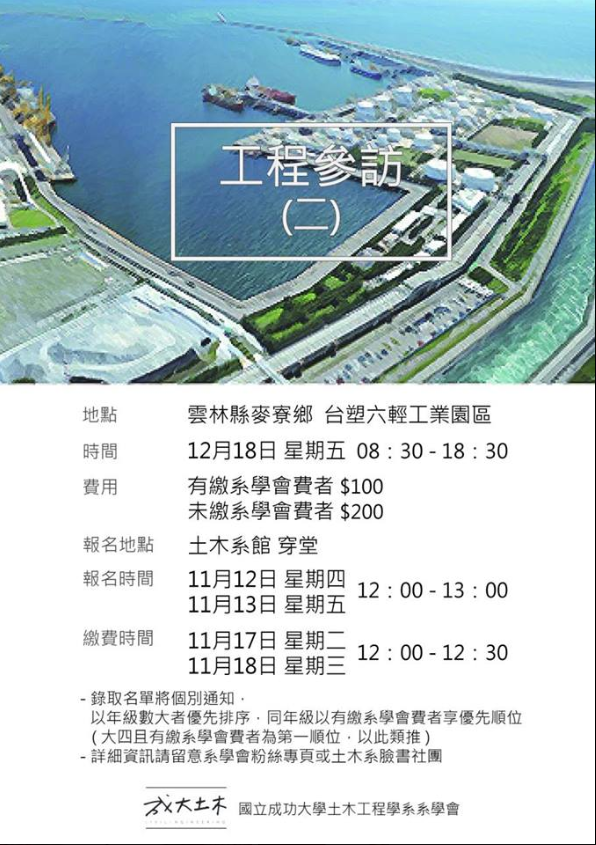 工程參訪
(二)
地點 雲林縣麥寮鄉 台塑六輕工業園區
時間 12月18日 星期五 08：30 - 18：30
費用 有繳系學會費者 $100
未繳系學會費者 $200
報名地點 土木系館 穿堂
報名時間 11月12日 星期四
11月13日 星期五 12：00 - 13：00
繳費時間 11月17日 星期二
11月18日 星期三 12：00 - 12：30
- 錄取名單將個別通知，
以年級數大者優先排序，同年級以有繳系學會費者享優先順位
( 大四且有繳系學會費者為第一順位，以此類推 )
- 詳細資訊請留意系學會粉絲專頁或土木系臉書社團
成大土木 國立成功大學土木工程學系系學會